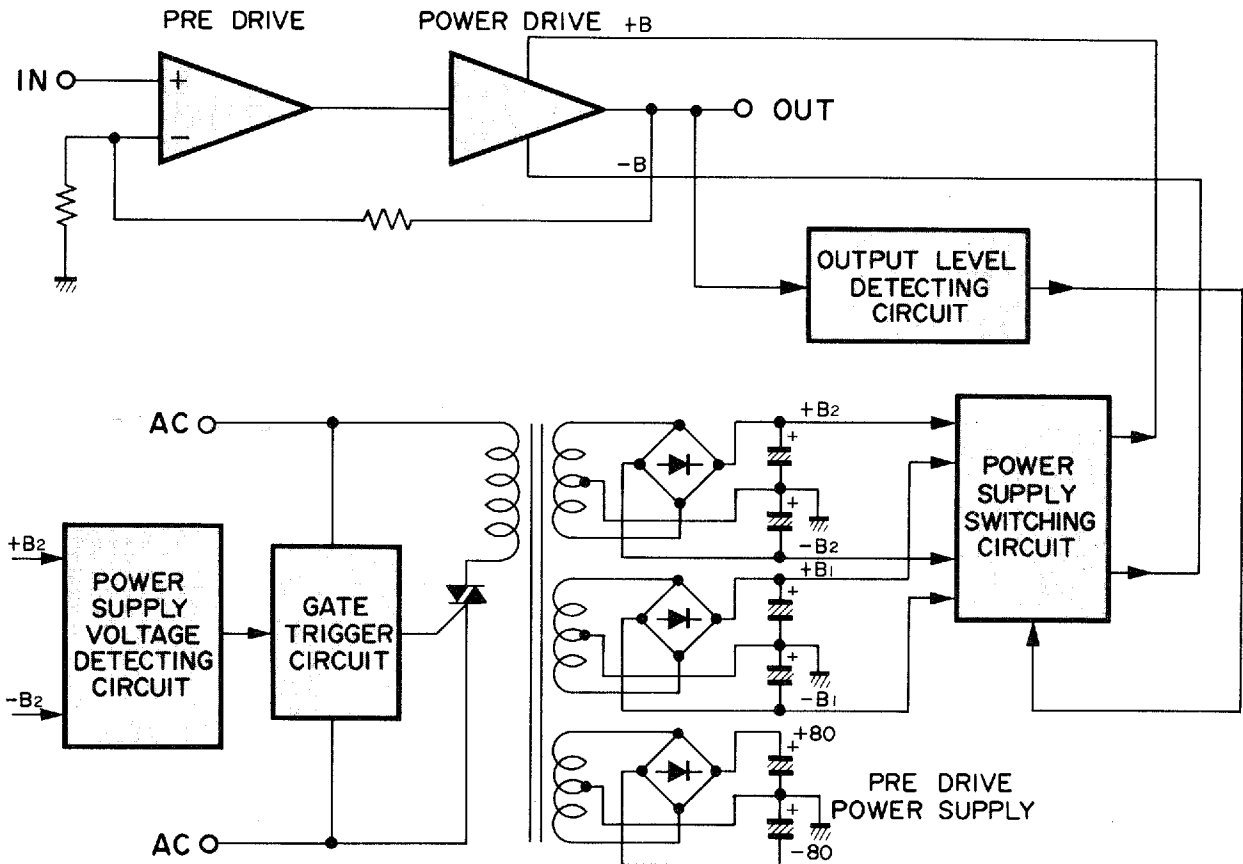 PRE DRIVE
POWER DRIVE
+B
IN
+
−
OUT
−B
OUTPUT LEVEL
DETECTING
CIRCUIT
AC
+B2
+
+
−B2
POWER
SUPPLY
SWITCHING
CIRCUIT
+B2
POWER
SUPPLY
VOLTAGE
DETECTING
CIRCUIT
−B2
GATE
TRIGGER
CIRCUIT
+B1
+
+
−B1
+80
+
PRE DRIVE
POWER SUPPLY
+
−80
AC